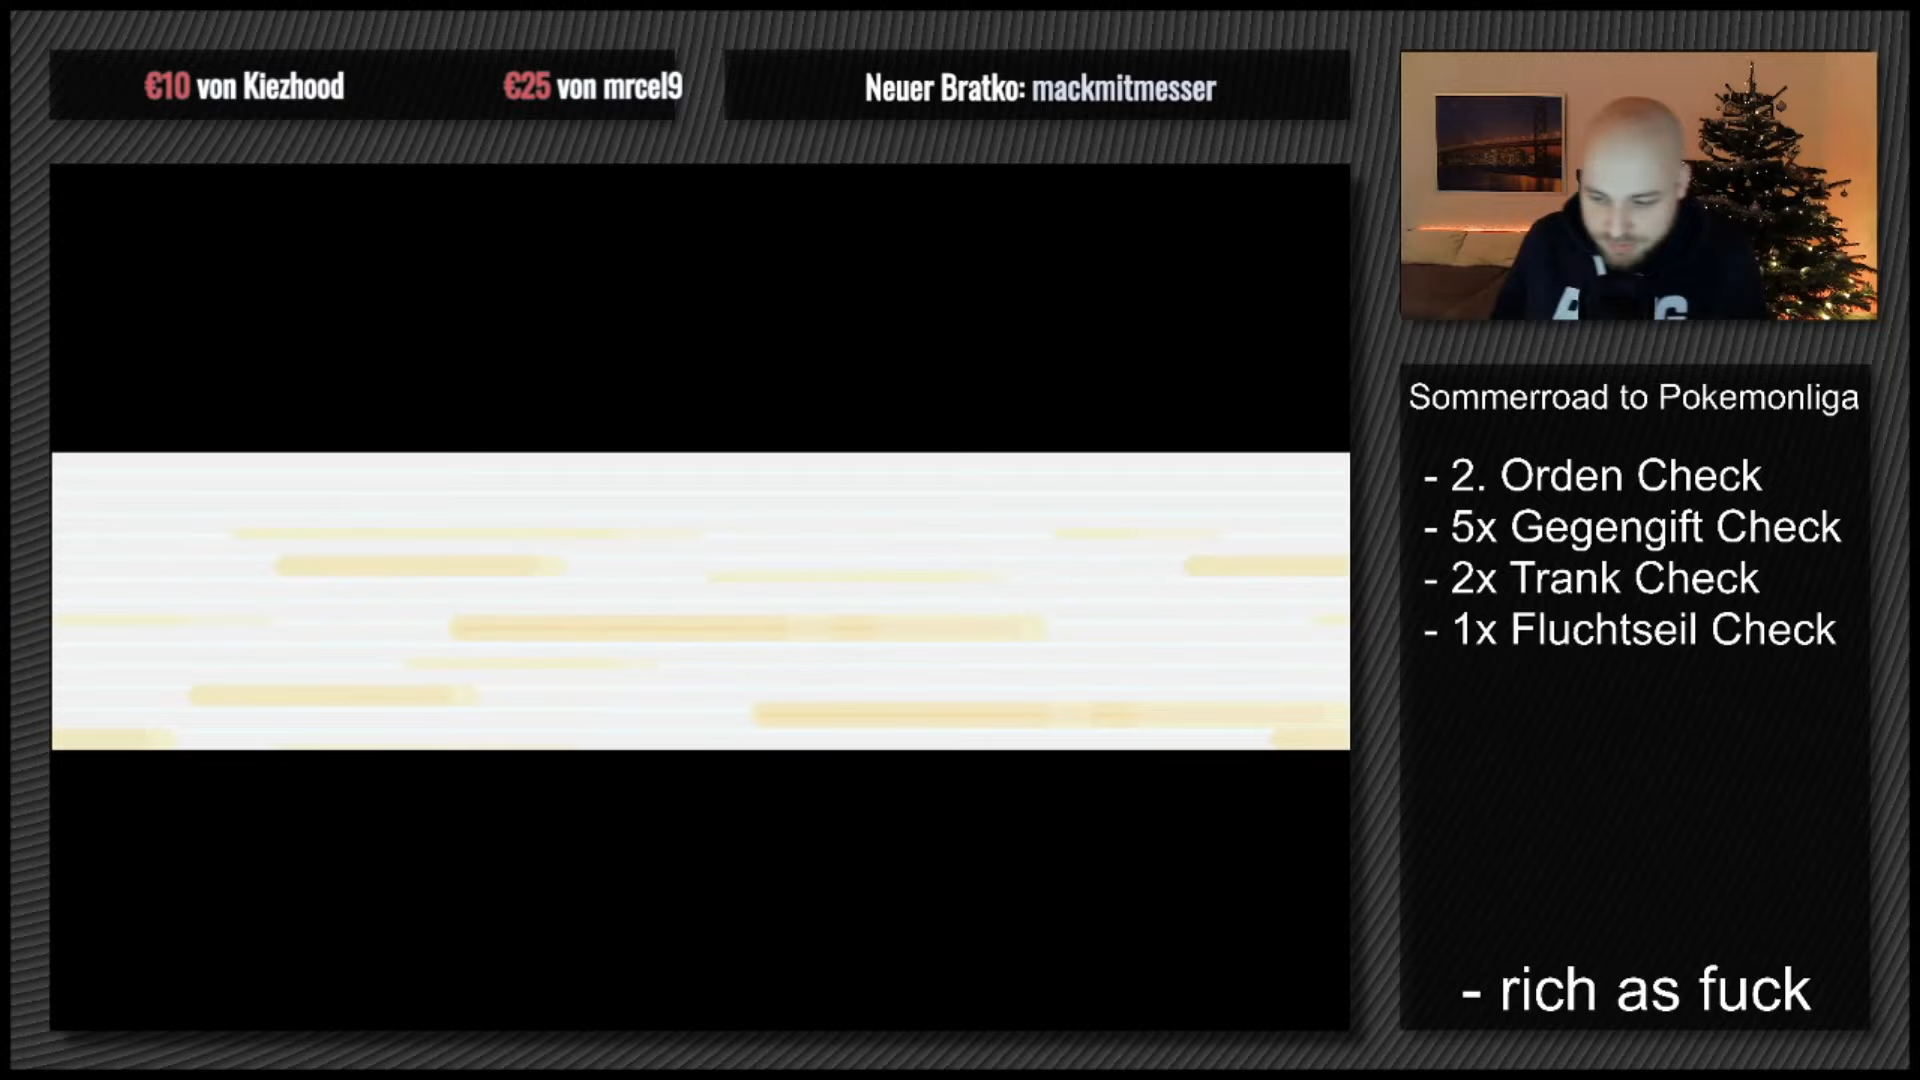 €10 von Kiezhood €25 von mrcel9
Neuer Bratko: mackmitmesser
Sommerroad to Pokemonliga
- 2. Orden Check
- 5x Gegengift Check
- 2x Trank Check
- 1x Fluchtseil Check
- rich as fuck